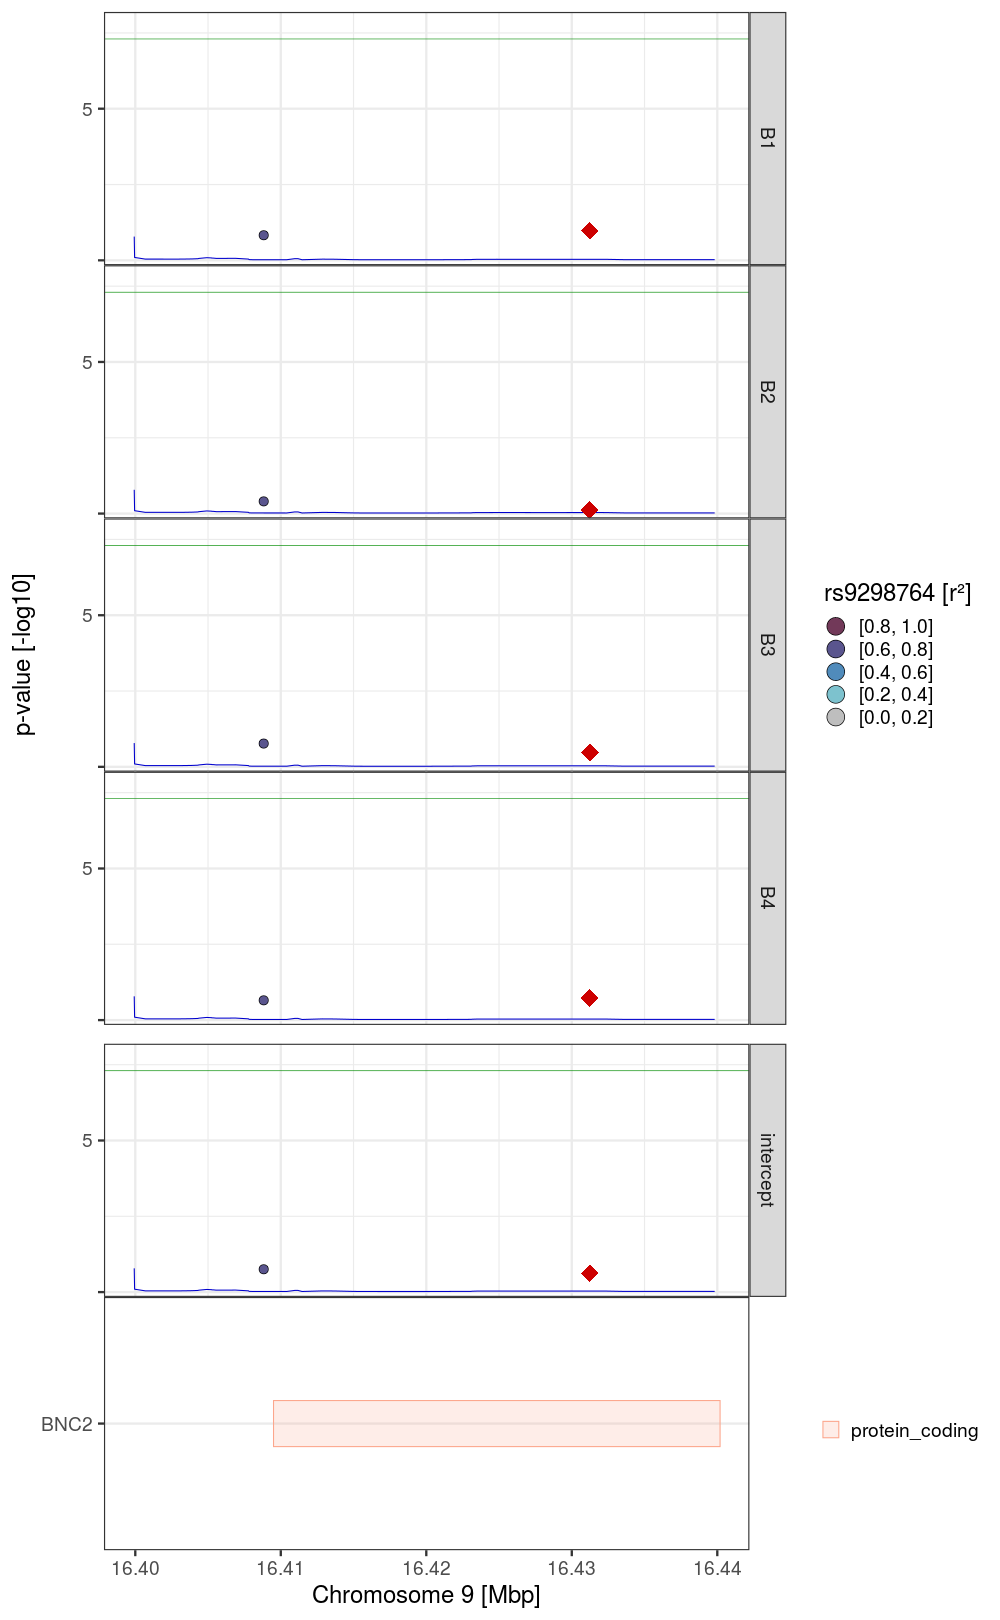 5
B1
5
B2
5
B3
5
B4
5
intercept
p-value [-log10]
rs9298764 [r²]
[0.8, 1.0]
[0.6, 0.8]
[0.4, 0.6]
[0.2, 0.4]
[0.0, 0.2]
BNC2
protein_coding
16.40 16.41 16.42 16.43 16.44
Chromosome 9 [Mbp]